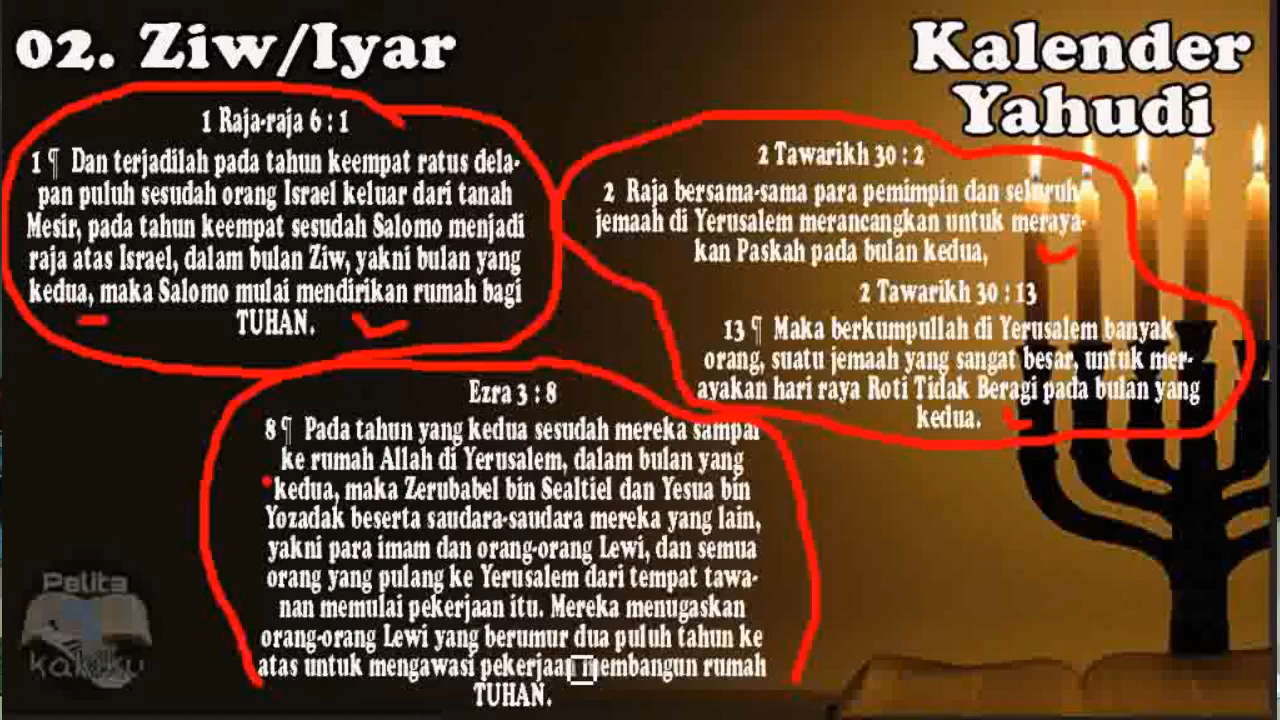 02. Ziw/Iyar
Kalender
Yahudi
1 Raja-raja 6 : 1
1 ¶ Dan terjadilah pada tahun keempat ratus dela-
pan puluh sesudah orang Israel keluar dari tanah
Mesir, pada tahun keempat sesudah Salomo menjadi
raja atas Israel, dalam bulan Ziw, yakni bulan yang
kedua, maka Salomo mulai mendirikan rumah bagi
TUHAN.
2 Tawarikh 30 : 2
2 Raja bersama-sama para pemimpin dan seluruh
jemaah di Yerusalem merancangkan untuk meraya-
kan Paskah pada bulan kedua,
2 Tawarikh 30 : 13
13 ¶ Maka berkumpullah di Yerusalem banyak
orang, suatu jemaah yang sangat besar, untuk mer-
ayakan hari raya Roti Tidak Beragi pada bulan yang
kedua.
Ezra 3 : 8
8 ¶ Pada tahun yang kedua sesudah mereka sampai
ke rumah Allah di Yerusalem, dalam bulan yang
kedua, maka Zerubabel bin Sealtiel dan Yesua bin
Yozadak beserta saudara-saudara mereka yang lain,
yakni para imam dan orang-orang Lewi, dan semua
orang yang pulang ke Yerusalem dari tempat tawa-
nan memulai pekerjaan itu. Mereka menugaskan
orang-orang Lewi yang berumur dua puluh tahun ke
atas untuk mengawasi pekerjaan membangun rumah
TUHAN.
Pelita
kakiku